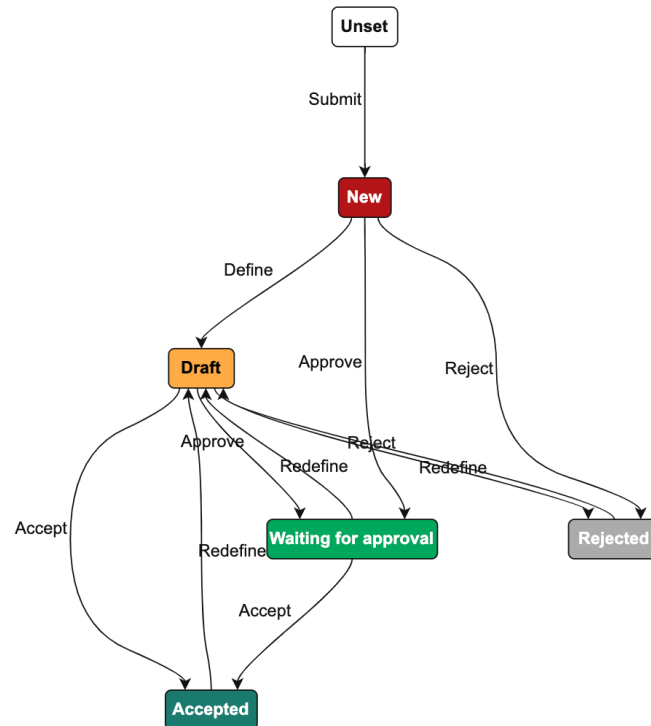 Unset
Submit
New
Define
Approve
Reject
Draft
Approve
Reject
Redefine
Redefine
Accept
Waiting for approval
Rejected
Redefine
Accept
Accepted